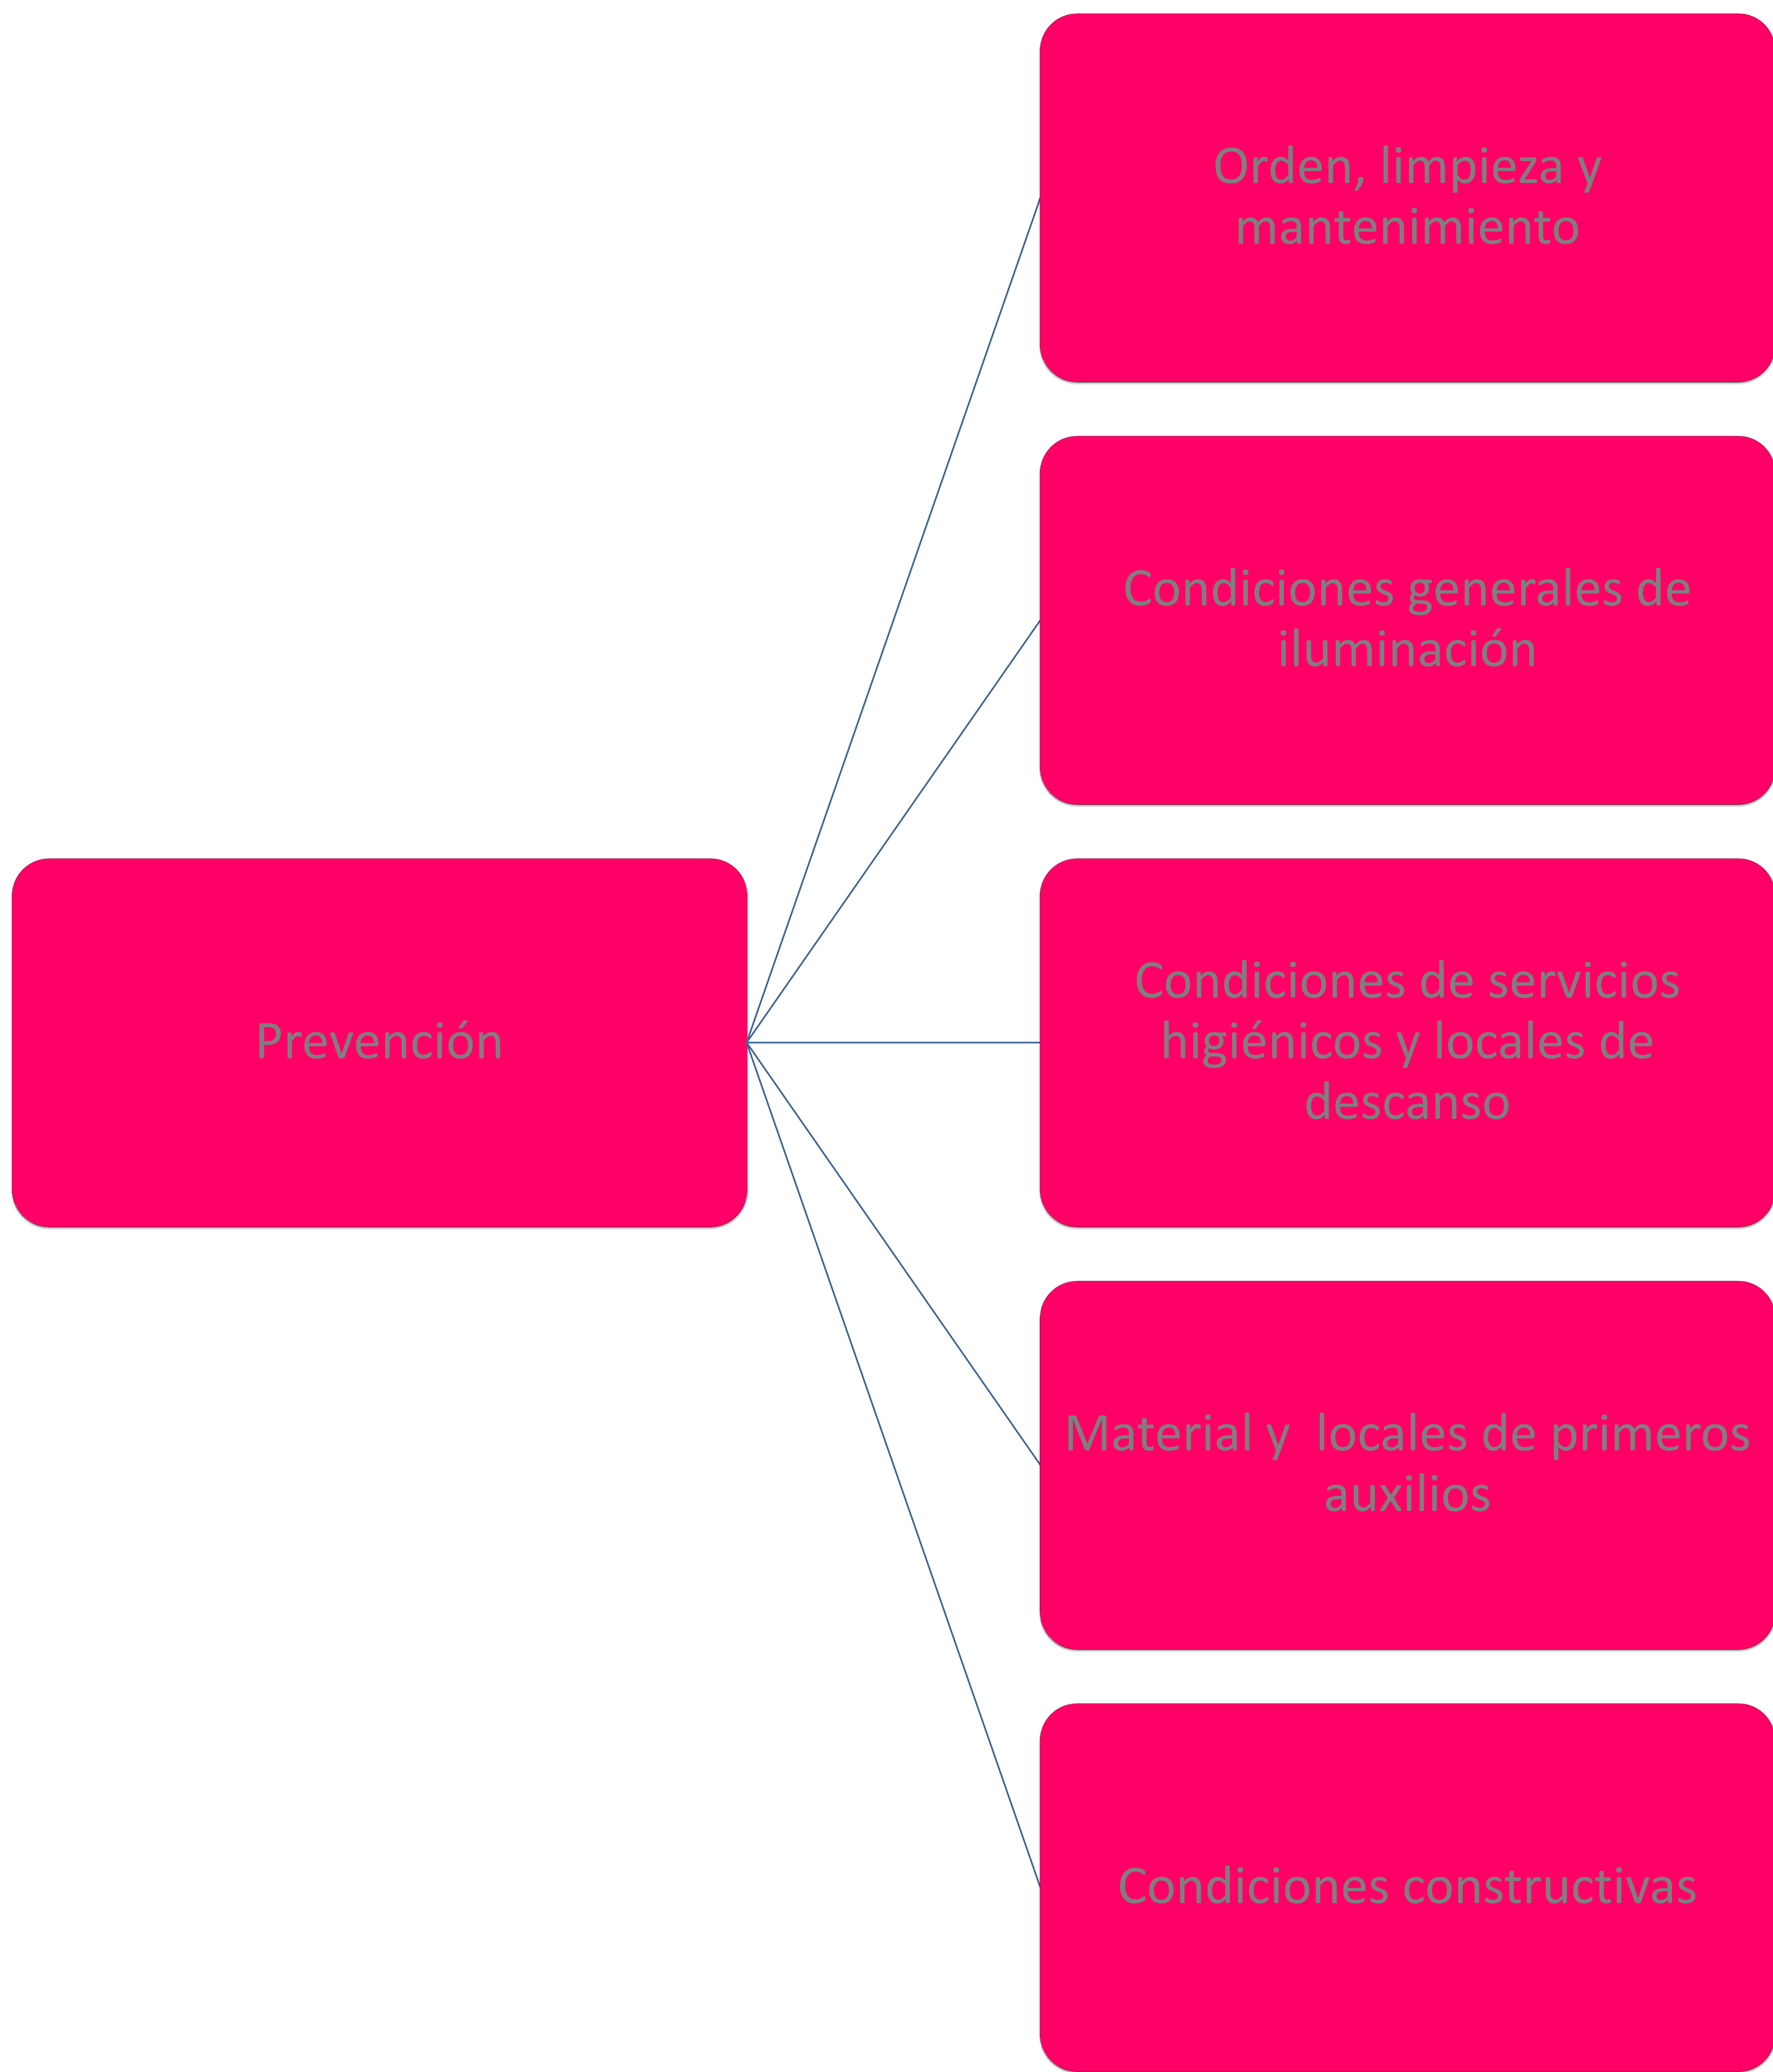 Orden, limpieza y
mantenimiento
Condiciones generales de
iluminación
Prevención
Condiciones de servicios
higiénicos y locales de
descanso
Material y  locales de primeros
auxilios
Condiciones constructivas